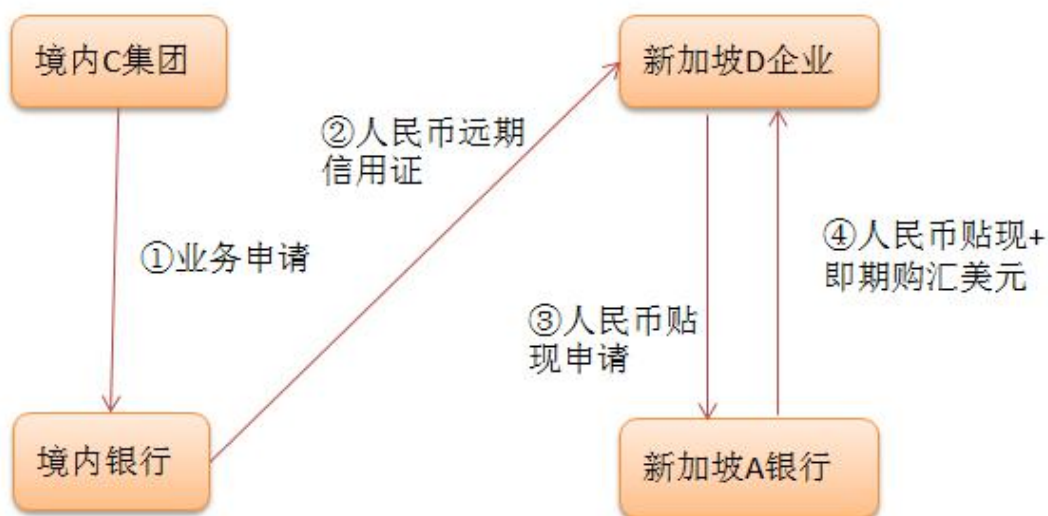 境内C集团
新加坡D企业
②人民币远期
信用证
①业务申请
④人民币贴现+
即期购汇美元
③人民币贴
现申请
境内银行
新加坡A银行